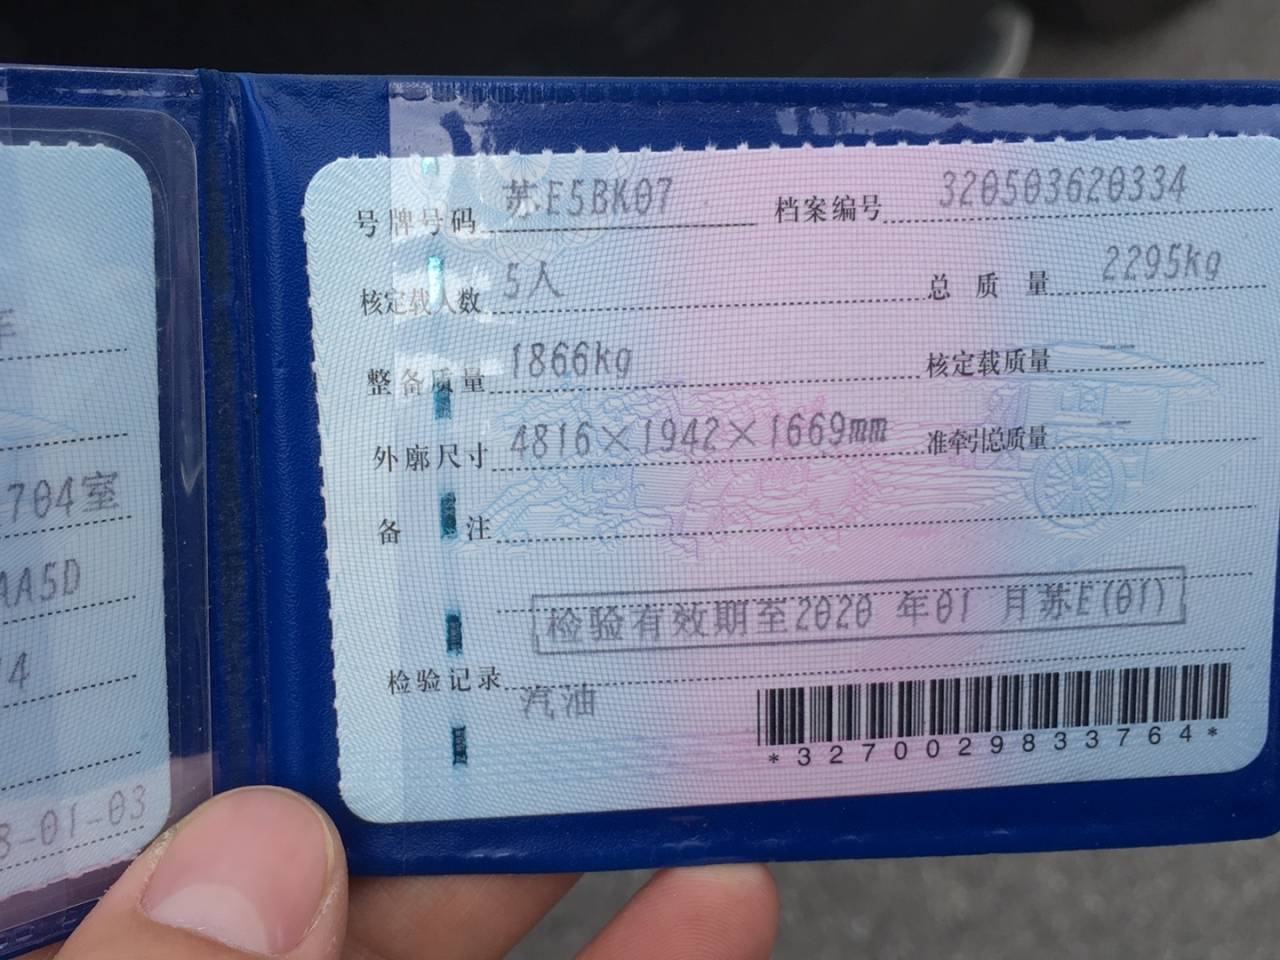 704室
AA5D
4
-01-03
号牌号码 苏E5BK07 档案编号 320503620334
核定载人数 5人 总质量 2295kg
整备质量 1866kg 核定载质量 --
外廓尺寸 4816×1942×1669mm 准牵引总质量 --
备注
检验有效期至2020年01月苏E(01)
检验记录
汽油
*3270029833764*